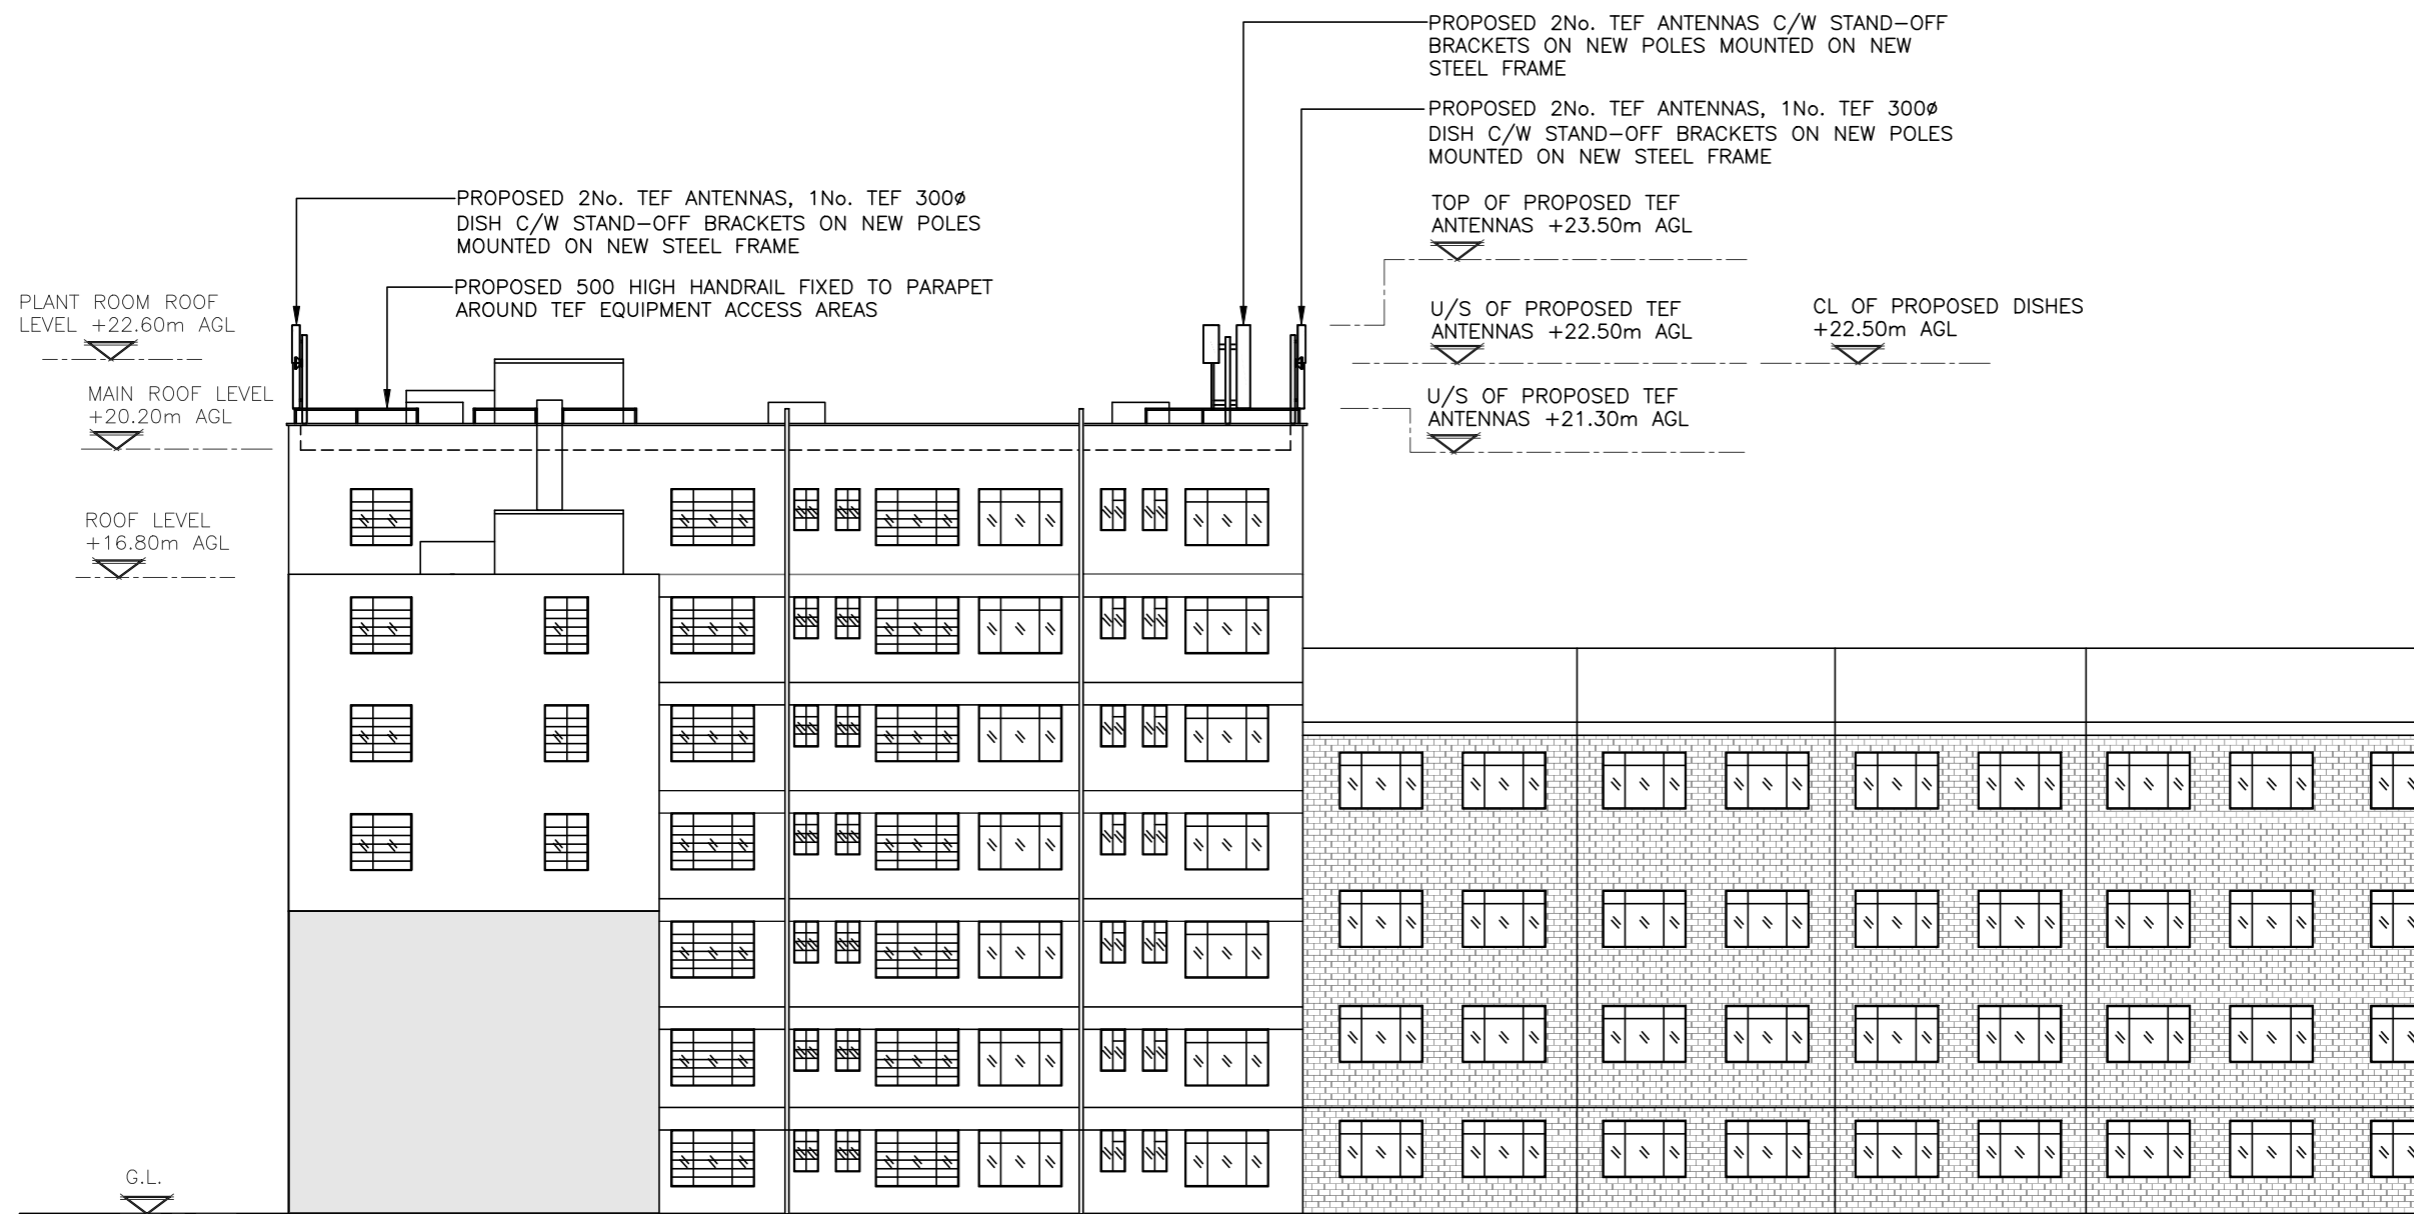 PROPOSED 2No. TEF ANTENNAS C/W STAND-OFF
BRACKETS ON NEW POLES MOUNTED ON NEW
STEEL FRAME
PROPOSED 2No. TEF ANTENNAS, 1No. TEF 300ø
DISH C/W STAND-OFF BRACKETS ON NEW POLES
MOUNTED ON NEW STEEL FRAME
PROPOSED 2No. TEF ANTENNAS, 1No. TEF 300ø
DISH C/W STAND-OFF BRACKETS ON NEW POLES
MOUNTED ON NEW STEEL FRAME
PROPOSED 500 HIGH HANDRAIL FIXED TO PARAPET
AROUND TEF EQUIPMENT ACCESS AREAS
TOP OF PROPOSED TEF
ANTENNAS +23.50m AGL
PLANT ROOM ROOF
LEVEL +22.60m AGL
U/S OF PROPOSED TEF
ANTENNAS +22.50m AGL
CL OF PROPOSED DISHES
+22.50m AGL
MAIN ROOF LEVEL
+20.20m AGL
U/S OF PROPOSED TEF
ANTENNAS +21.30m AGL
ROOF LEVEL
+16.80m AGL
G.L.